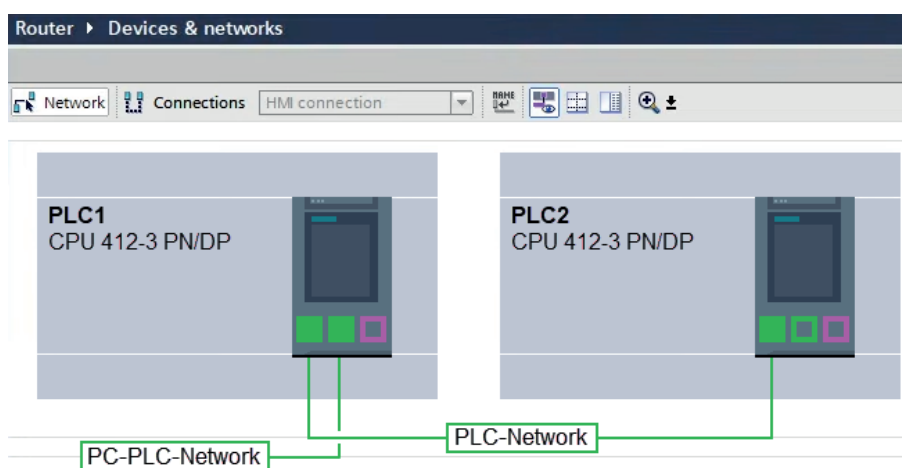 Router ▸ Devices & networks
Network Connections HMI connection
NAME
PLC1
CPU 412-3 PN/DP
PLC2
CPU 412-3 PN/DP
PLC-Network
PC-PLC-Network